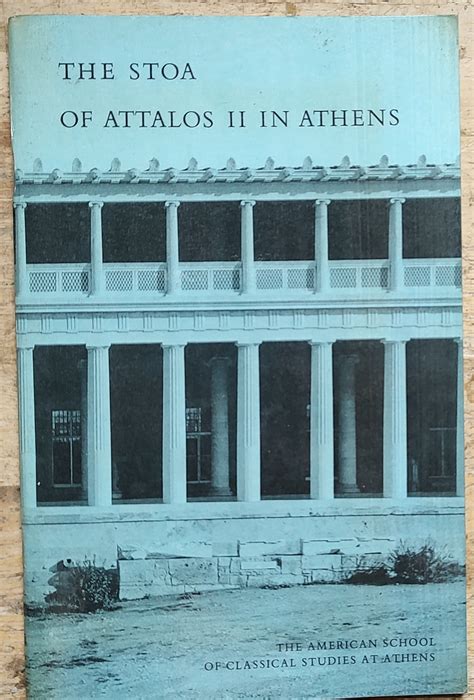 THE STOA
OF ATTALOS II IN ATHENS
THE AMERICAN SCHOOL
OF CLASSICAL STUDIES AT ATHENS